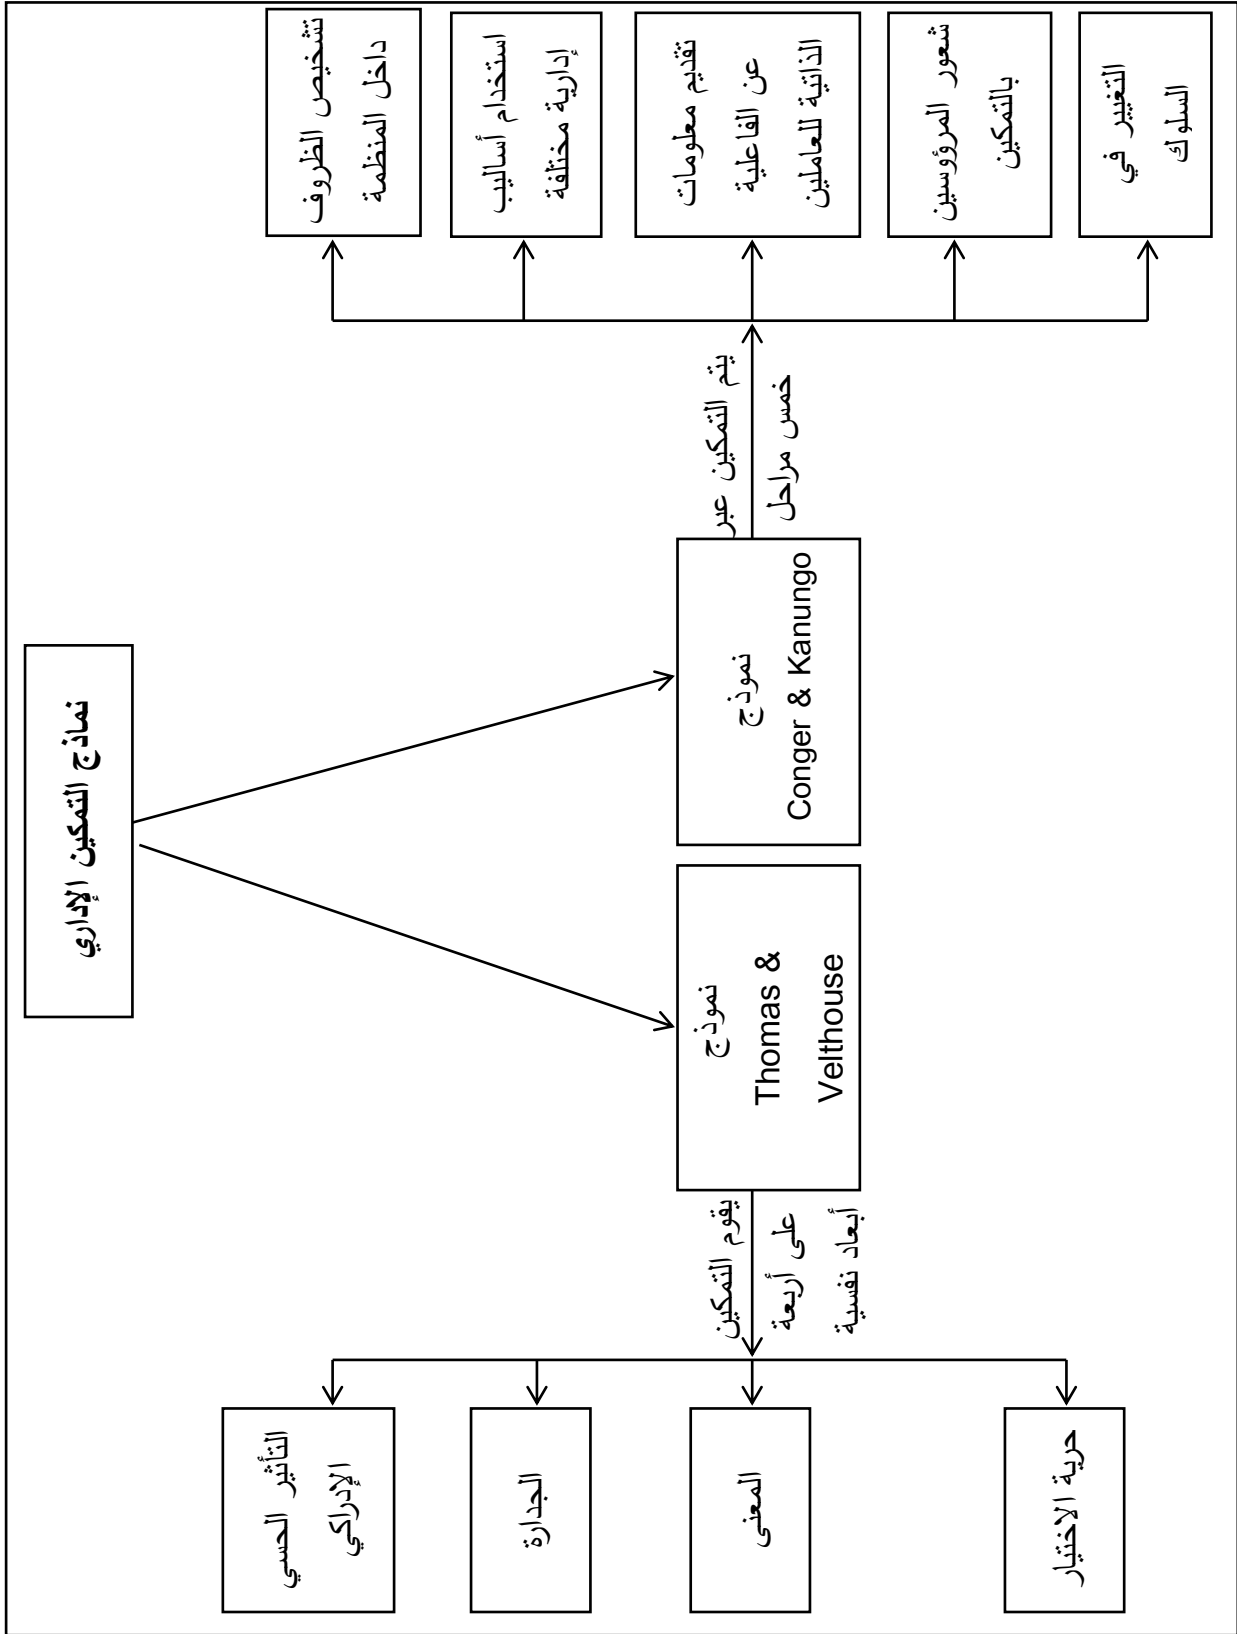 نماذج التمكين الإداري
نموذج
Conger & Kanungo
يتم التمكين عبر
خمس مراحل
تشخيص الظروف
داخل المنظمة
استخدام أساليب
إدارية مختلفة
تقديم معلومات
عن الفاعلية
الذاتية للعاملين
شعور المرؤوسين
بالتمكين
التغيير في
السلوك
نموذج
Thomas &
Velthouse
يقوم التمكين
على أربعة
أبعاد نفسية
التأثير الحسي
الإدراكي
الجدارة
المعنى
حرية الاختيار